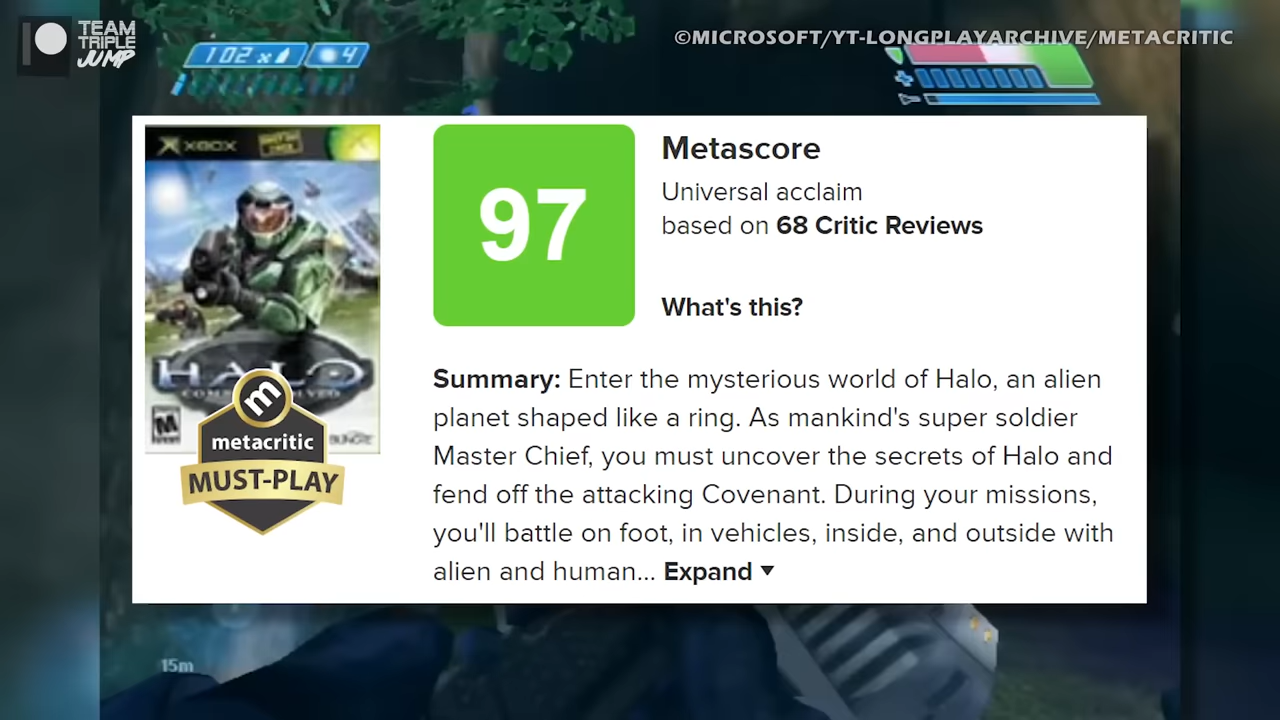 TEAM
TRIPLE
JUMP
©MICROSOFT/YT-LONGPLAYARCHIVE/METACRITIC
102 x
4
XBOX
97
Metascore
Universal acclaim
based on 68 Critic Reviews
What's this?
HALO
M
BUNGIE
m
metacritic
MUST-PLAY
Summary: Enter the mysterious world of Halo, an alien
planet shaped like a ring. As mankind's super soldier
Master Chief, you must uncover the secrets of Halo and
fend off the attacking Covenant. During your missions,
you'll battle on foot, in vehicles, inside, and outside with
alien and human... Expand
15m